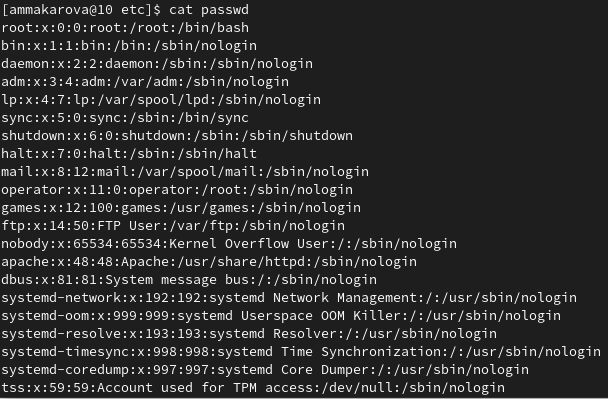 [ammakarova@10 etc]$ cat passwd
root:x:0:0:root:/root:/bin/bash
bin:x:1:1:bin:/bin:/sbin/nologin
daemon:x:2:2:daemon:/sbin:/sbin/nologin
adm:x:3:4:adm:/var/adm:/sbin/nologin
lp:x:4:7:lp:/var/spool/lpd:/sbin/nologin
sync:x:5:0:sync:/sbin:/bin/sync
shutdown:x:6:0:shutdown:/sbin:/sbin/shutdown
halt:x:7:0:halt:/sbin:/sbin/halt
mail:x:8:12:mail:/var/spool/mail:/sbin/nologin
operator:x:11:0:operator:/root:/sbin/nologin
games:x:12:100:games:/usr/games:/sbin/nologin
ftp:x:14:50:FTP User:/var/ftp:/sbin/nologin
nobody:x:65534:65534:Kernel Overflow User:/:/sbin/nologin
apache:x:48:48:Apache:/usr/share/httpd:/sbin/nologin
dbus:x:81:81:System message bus:/:/sbin/nologin
systemd-network:x:192:192:systemd Network Management:/:/usr/sbin/nologin
systemd-oom:x:999:999:systemd Userspace OOM Killer:/:/usr/sbin/nologin
systemd-resolve:x:193:193:systemd Resolver:/:/usr/sbin/nologin
systemd-timesync:x:998:998:systemd Time Synchronization:/:/usr/sbin/nologin
systemd-coredump:x:997:997:systemd Core Dumper:/:/usr/sbin/nologin
tss:x:59:59:Account used for TPM access:/dev/null:/sbin/nologin